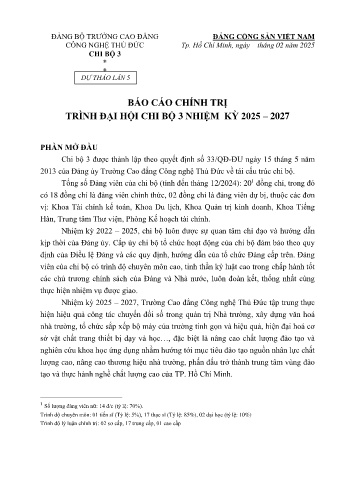 ĐẢNG BỘ TRƯỜNG CAO ĐẲNG
CÔNG NGHỆ THỦ ĐỨC
CHI BỘ 3
*
*
DỰ THẢO LẦN 5
ĐẢNG CỘNG SẢN VIỆT NAM
Tp. Hồ Chí Minh, ngày    tháng 02 năm 2025
BÁO CÁO CHÍNH TRỊ
TRÌNH ĐẠI HỘI CHI BỘ 3 NHIỆM KỲ 2025 – 2027
PHẦN MỞ ĐẦU
Chi bộ 3 được thành lập theo quyết định số 33/QĐ-ĐU ngày 15 tháng 5 năm
2013 của Đảng ủy Trường Cao đẳng Công nghệ Thủ Đức về tái cấu trúc chi bộ.
Tổng số Đảng viên của chi bộ (tính đến tháng 12/2024): 20¹ đồng chí, trong đó
có 18 đồng chí là đảng viên chính thức, 02 đồng chí là đảng viên dự bị, thuộc các đơn
vị: Khoa Tài chính kế toán, Khoa Du lịch, Khoa Quản trị kinh doanh, Khoa Tiếng
Hàn, Trung tâm Thư viện, Phòng Kế hoạch tài chính.
Nhiệm kỳ 2022 – 2025, chi bộ luôn được sự quan tâm chỉ đạo và hướng dẫn
kịp thời của Đảng ủy. Cấp ủy chi bộ tổ chức hoạt động của chi bộ đảm bảo theo quy
định của Điều lệ Đảng và các quy định, hướng dẫn của tổ chức Đảng cấp trên. Đảng
viên của chi bộ có trình độ chuyên môn cao, tinh thần kỷ luật cao trong chấp hành tốt
các chủ trương chính sách của Đảng và Nhà nước, luôn đoàn kết, thống nhất cùng
thực hiện nhiệm vụ được giao.
Nhiệm kỳ 2025 – 2027, Trường Cao đẳng Công nghệ Thủ Đức tập trung thực
hiện hiệu quả công tác chuyển đổi số trong quản trị Nhà trường, xây dựng văn hoá
nhà trường, tổ chức sắp xếp bộ máy của trường tinh gọn và hiệu quả, hiện đại hoá cơ
sở vật chất trang thiết bị dạy và học…, đặc biệt là nâng cao chất lượng đào tạo và
nghiên cứu khoa học ứng dụng nhằm hướng tới mục tiêu đào tạo nguồn nhân lực chất
lượng cao, nâng cao thương hiệu nhà trường, phấn đấu trở thành trung tâm vùng đào
tạo và thực hành nghề chất lượng cao của TP. Hồ Chí Minh.
¹ Số lượng đảng viên nữ: 14 đ/c (tỷ lệ: 70%).
Trình độ chuyên môn: 01 tiến sĩ (Tỷ lệ: 5%), 17 thạc sĩ (Tỷ lệ: 85%), 02 đại học (tỷ lệ: 10%)
Trình độ lý luận chính trị: 02 sơ cấp, 17 trung cấp, 01 cao cấp